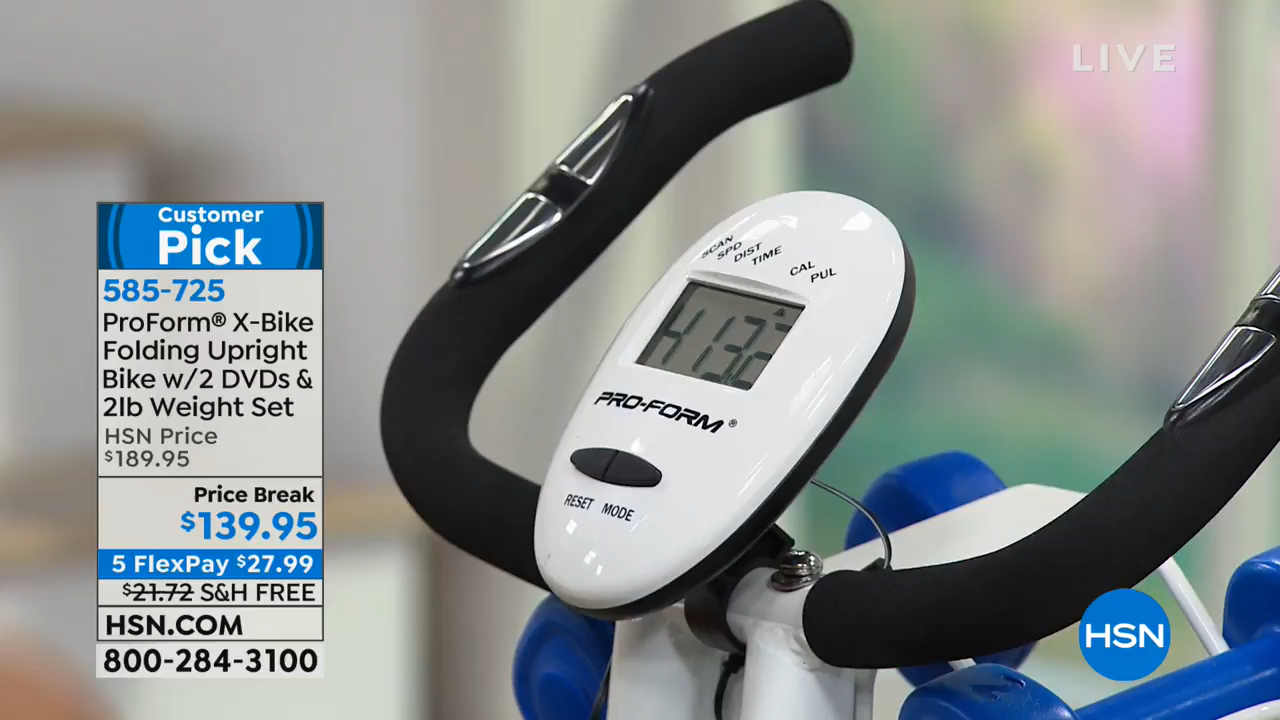 LIVE
Customer
Pick
585-725
ProForm® X-Bike
Folding Upright
Bike w/2 DVDs &
2lb Weight Set
HSN Price
$189.95
Price Break
$139.95
5 FlexPay $27.99
$21.72 S&H FREE
HSN.COM
800-284-3100
SCAN
SPD
DIST
TIME
CAL
PUL
PRO-FORM®
RESET MODE
HSN